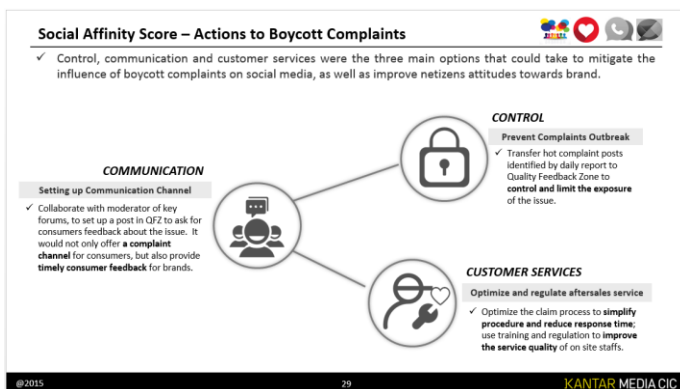 Social Affinity Score – Actions to Boycott Complaints
✓ Control, communication and customer services were the three main options that could take to mitigate the
influence of boycott complaints on social media, as well as improve netizens attitudes towards brand.
COMMUNICATION
Setting up Communication Channel
✓ Collaborate with moderator of key
forums, to set up a post in QFZ to ask for
consumers feedback about the issue. It
would not only offer a complaint
channel for consumers, but also provide
timely consumer feedback for brands.
CONTROL
Prevent Complaints Outbreak
✓ Transfer hot complaint posts
identified by daily report to
Quality Feedback Zone to
control and limit the exposure
of the issue.
CUSTOMER SERVICES
Optimize and regulate aftersales service
✓ Optimize the claim process to simplify
procedure and reduce response time;
use training and regulation to improve
the service quality of on site staffs.
@2015
29
KANTAR MEDIA CIC